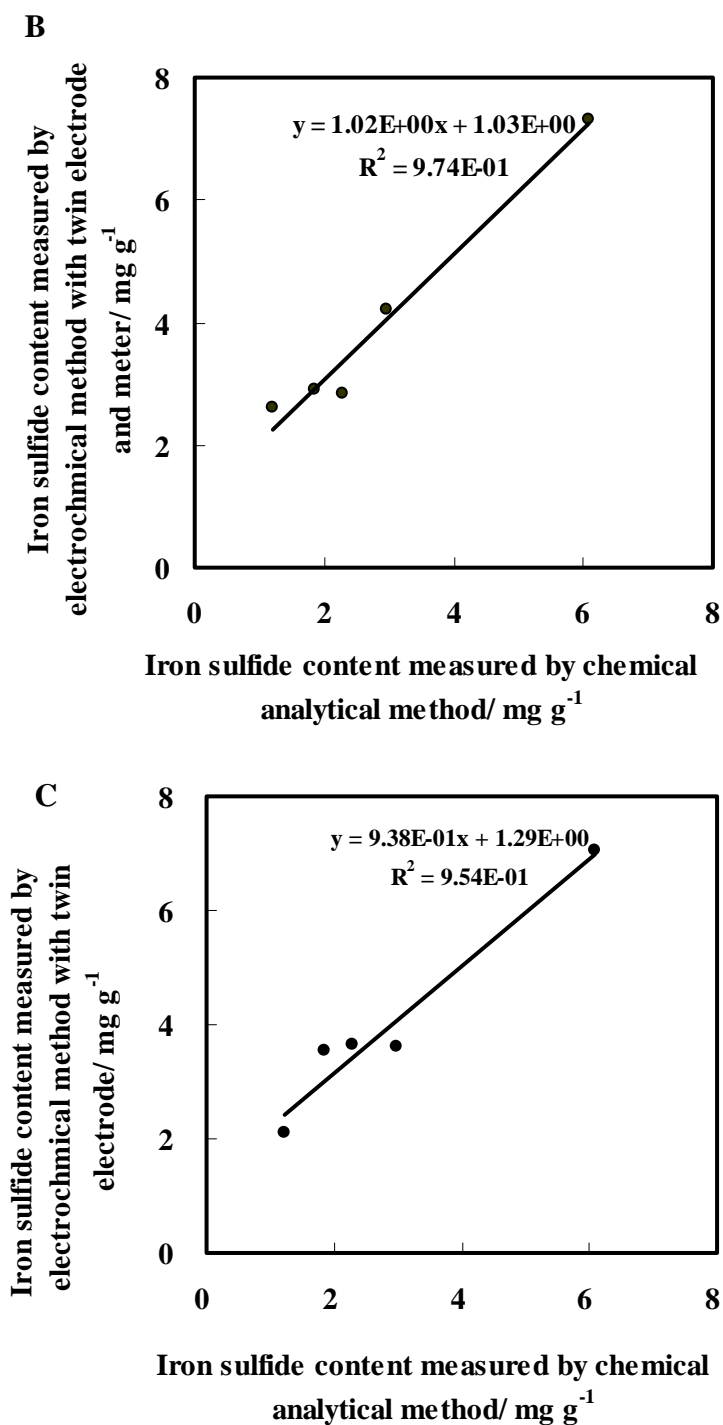 B
Iron sulfide content measured by
electrochmical method with twin electrode
and meter/ mg g-1
8
6
4
2
0
y = 1.02E+00x + 1.03E+00
R2 = 9.74E-01
0 2 4 6 8
Iron sulfide content measured by chemical
analytical method/ mg g-1
C
Iron sulfide content measured by
electrochmical method with twin
electrode/ mg g-1
8
6
4
2
0
y = 9.38E-01x + 1.29E+00
R2 = 9.54E-01
0 2 4 6 8
Iron sulfide content measured by chemical
analytical method/ mg g-1